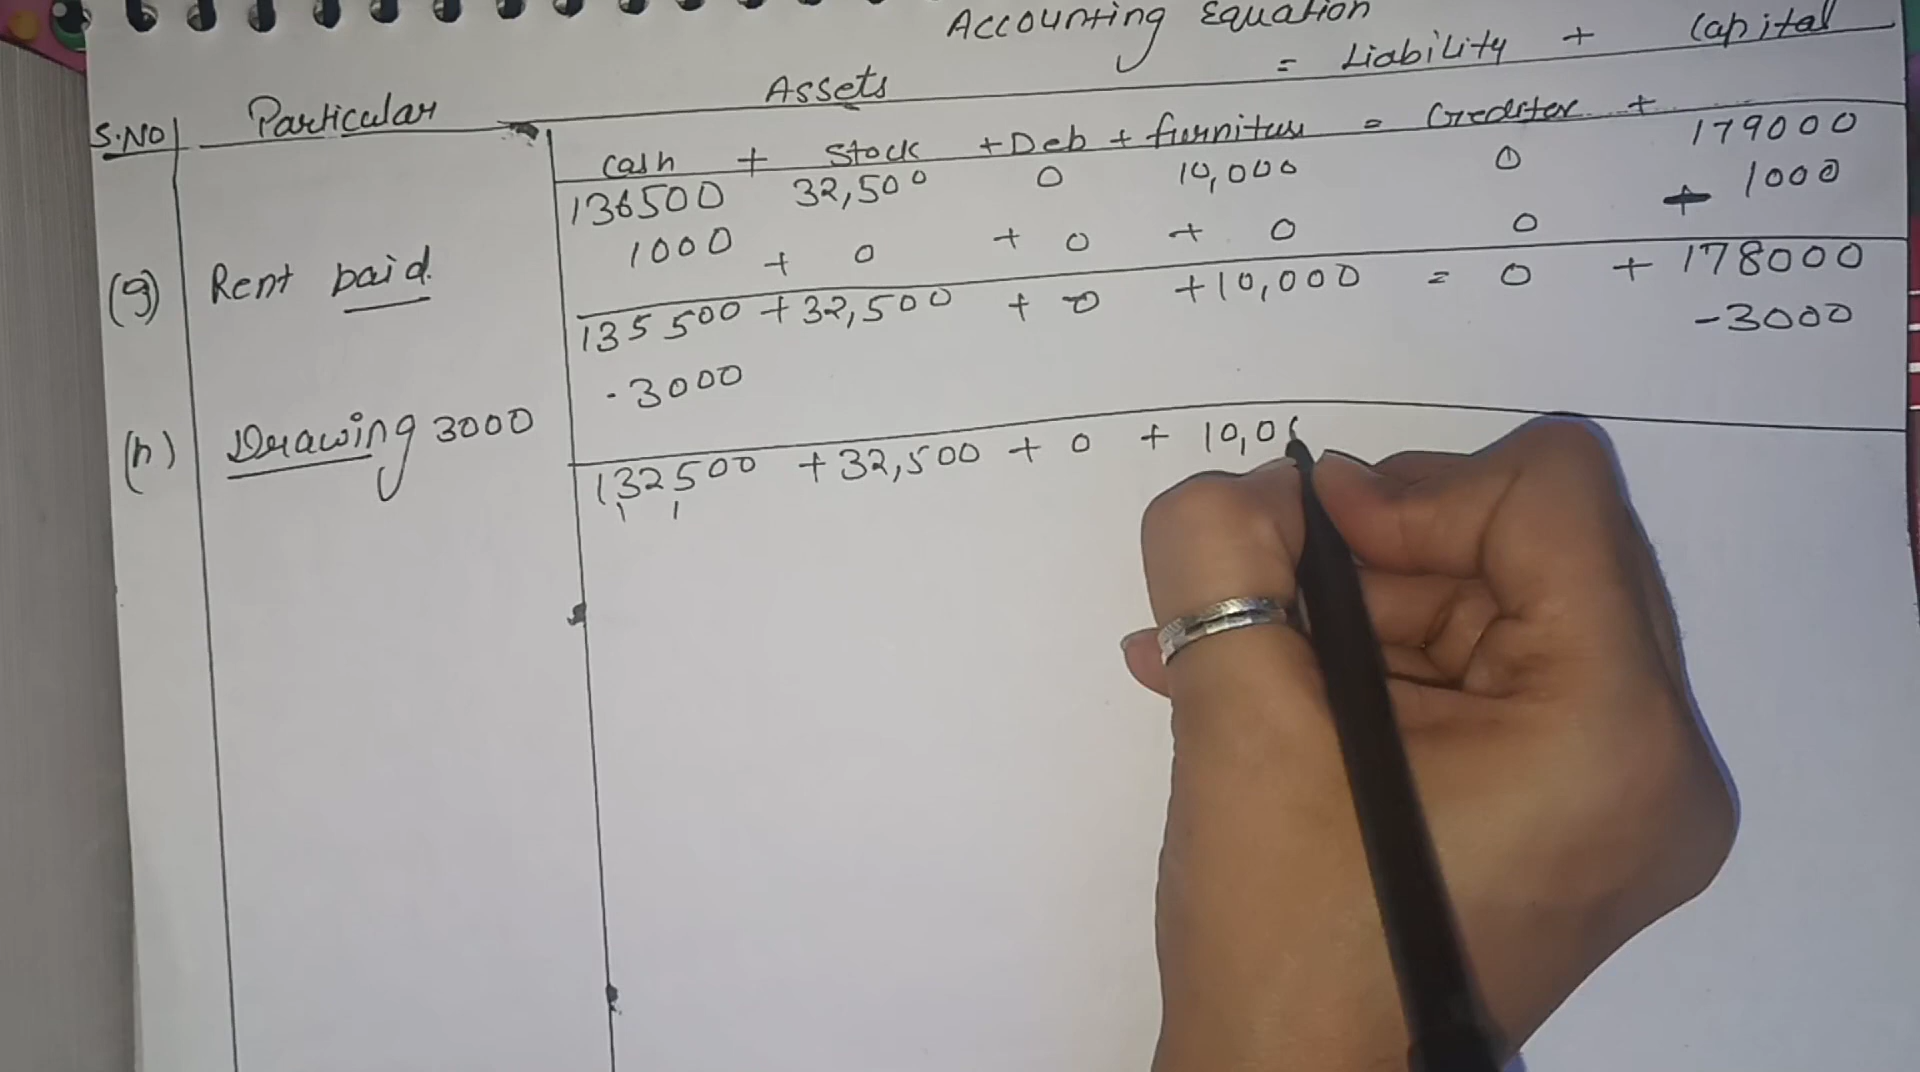 Accounting Equation
Assets = Liability + Capital
S.NO Particular
Cash + Stock + Deb + furniture = Creditor +
136500 32,500 0 10,000 0 179000
(g) Rent paid. 1000 + 0 + 0 + 0 0 + 1000
135500 + 32,500 + 0 + 10,000 = 0 + 178000
(h) Drawing 3000 - 3000 - 3000
132500 + 32,500 + 0 + 10,00